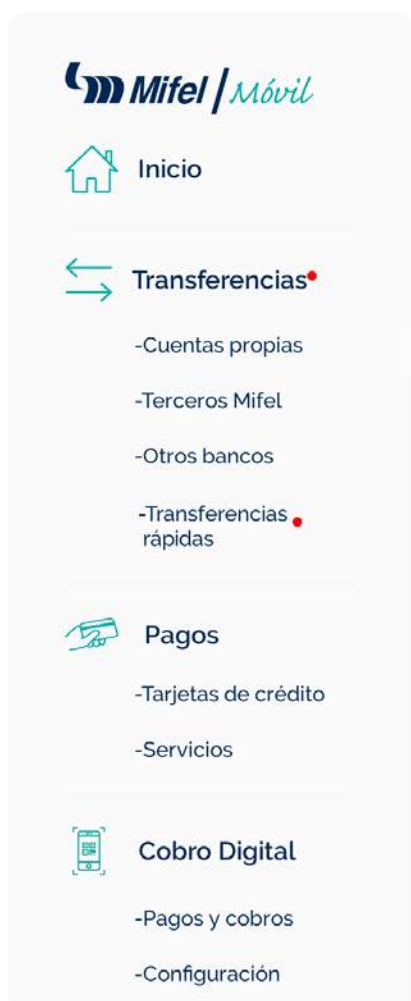 Mifel | Móvil
Inicio
Transferencias
-Cuentas propias
-Terceros Mifel
-Otros bancos
-Transferencias
rápidas
Pagos
-Tarjetas de crédito
-Servicios
Cobro Digital
-Pagos y cobros
-Configuración